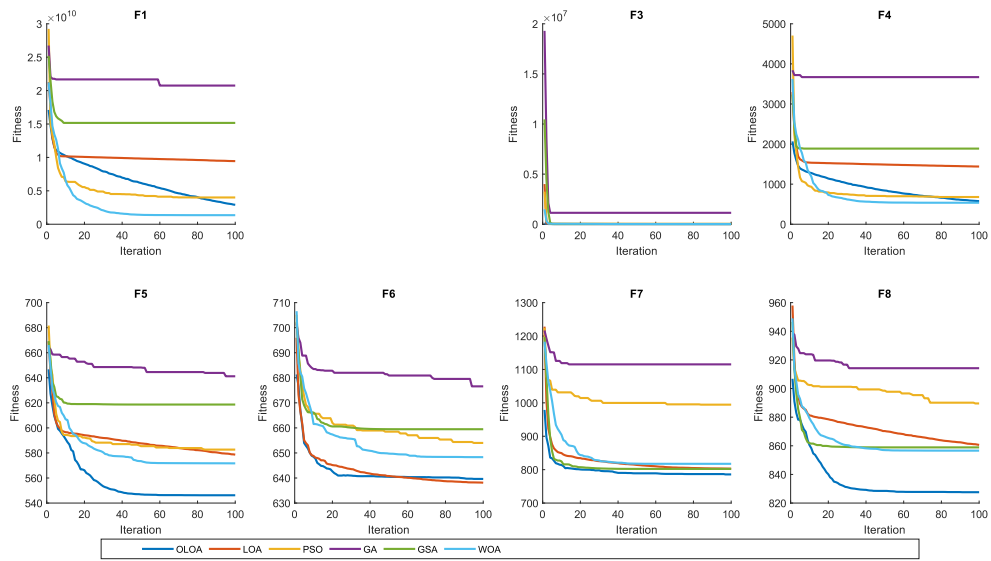 F1
×10^10
3
2.5
2
1.5
1
0.5
0
0 20 40 60 80 100
Fitness
Iteration
F3
×10^7
2
1.5
1
0.5
0
0 20 40 60 80 100
Fitness
Iteration
F4
5000
4000
3000
2000
1000
0
0 20 40 60 80 100
Fitness
Iteration
F5
700
680
660
640
620
600
580
560
540
0 20 40 60 80 100
Fitness
Iteration
F6
710
700
690
680
670
660
650
640
630
0 20 40 60 80 100
Fitness
Iteration
F7
1300
1200
1100
1000
900
800
700
0 20 40 60 80 100
Fitness
Iteration
F8
960
940
920
900
880
860
840
820
0 20 40 60 80 100
Fitness
Iteration
OLOA LOA PSO GA GSA WOA